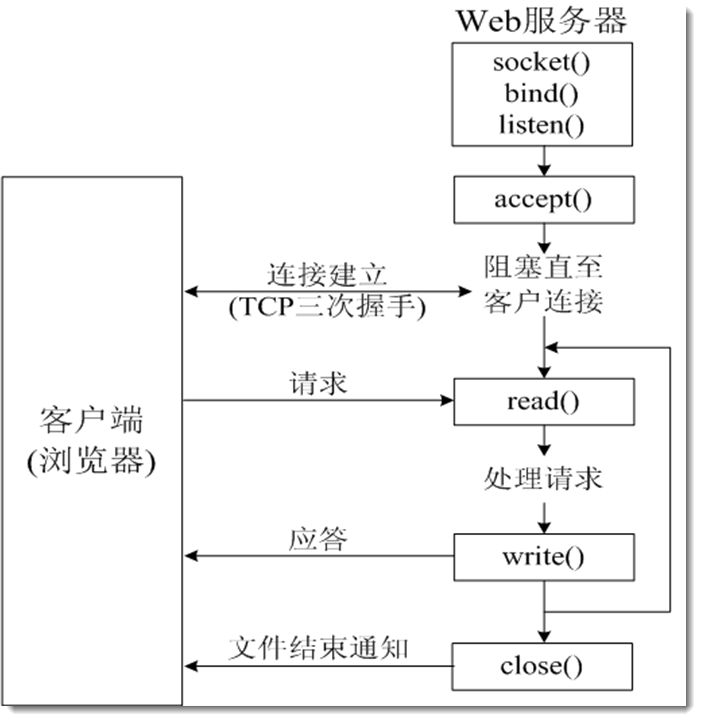 Web服务器
socket()
bind()
listen()
accept()
阻塞直至
客户连接
连接建立
(TCP三次握手)
请求
read()
客户端
(浏览器)
处理请求
应答
write()
文件结束通知
close()